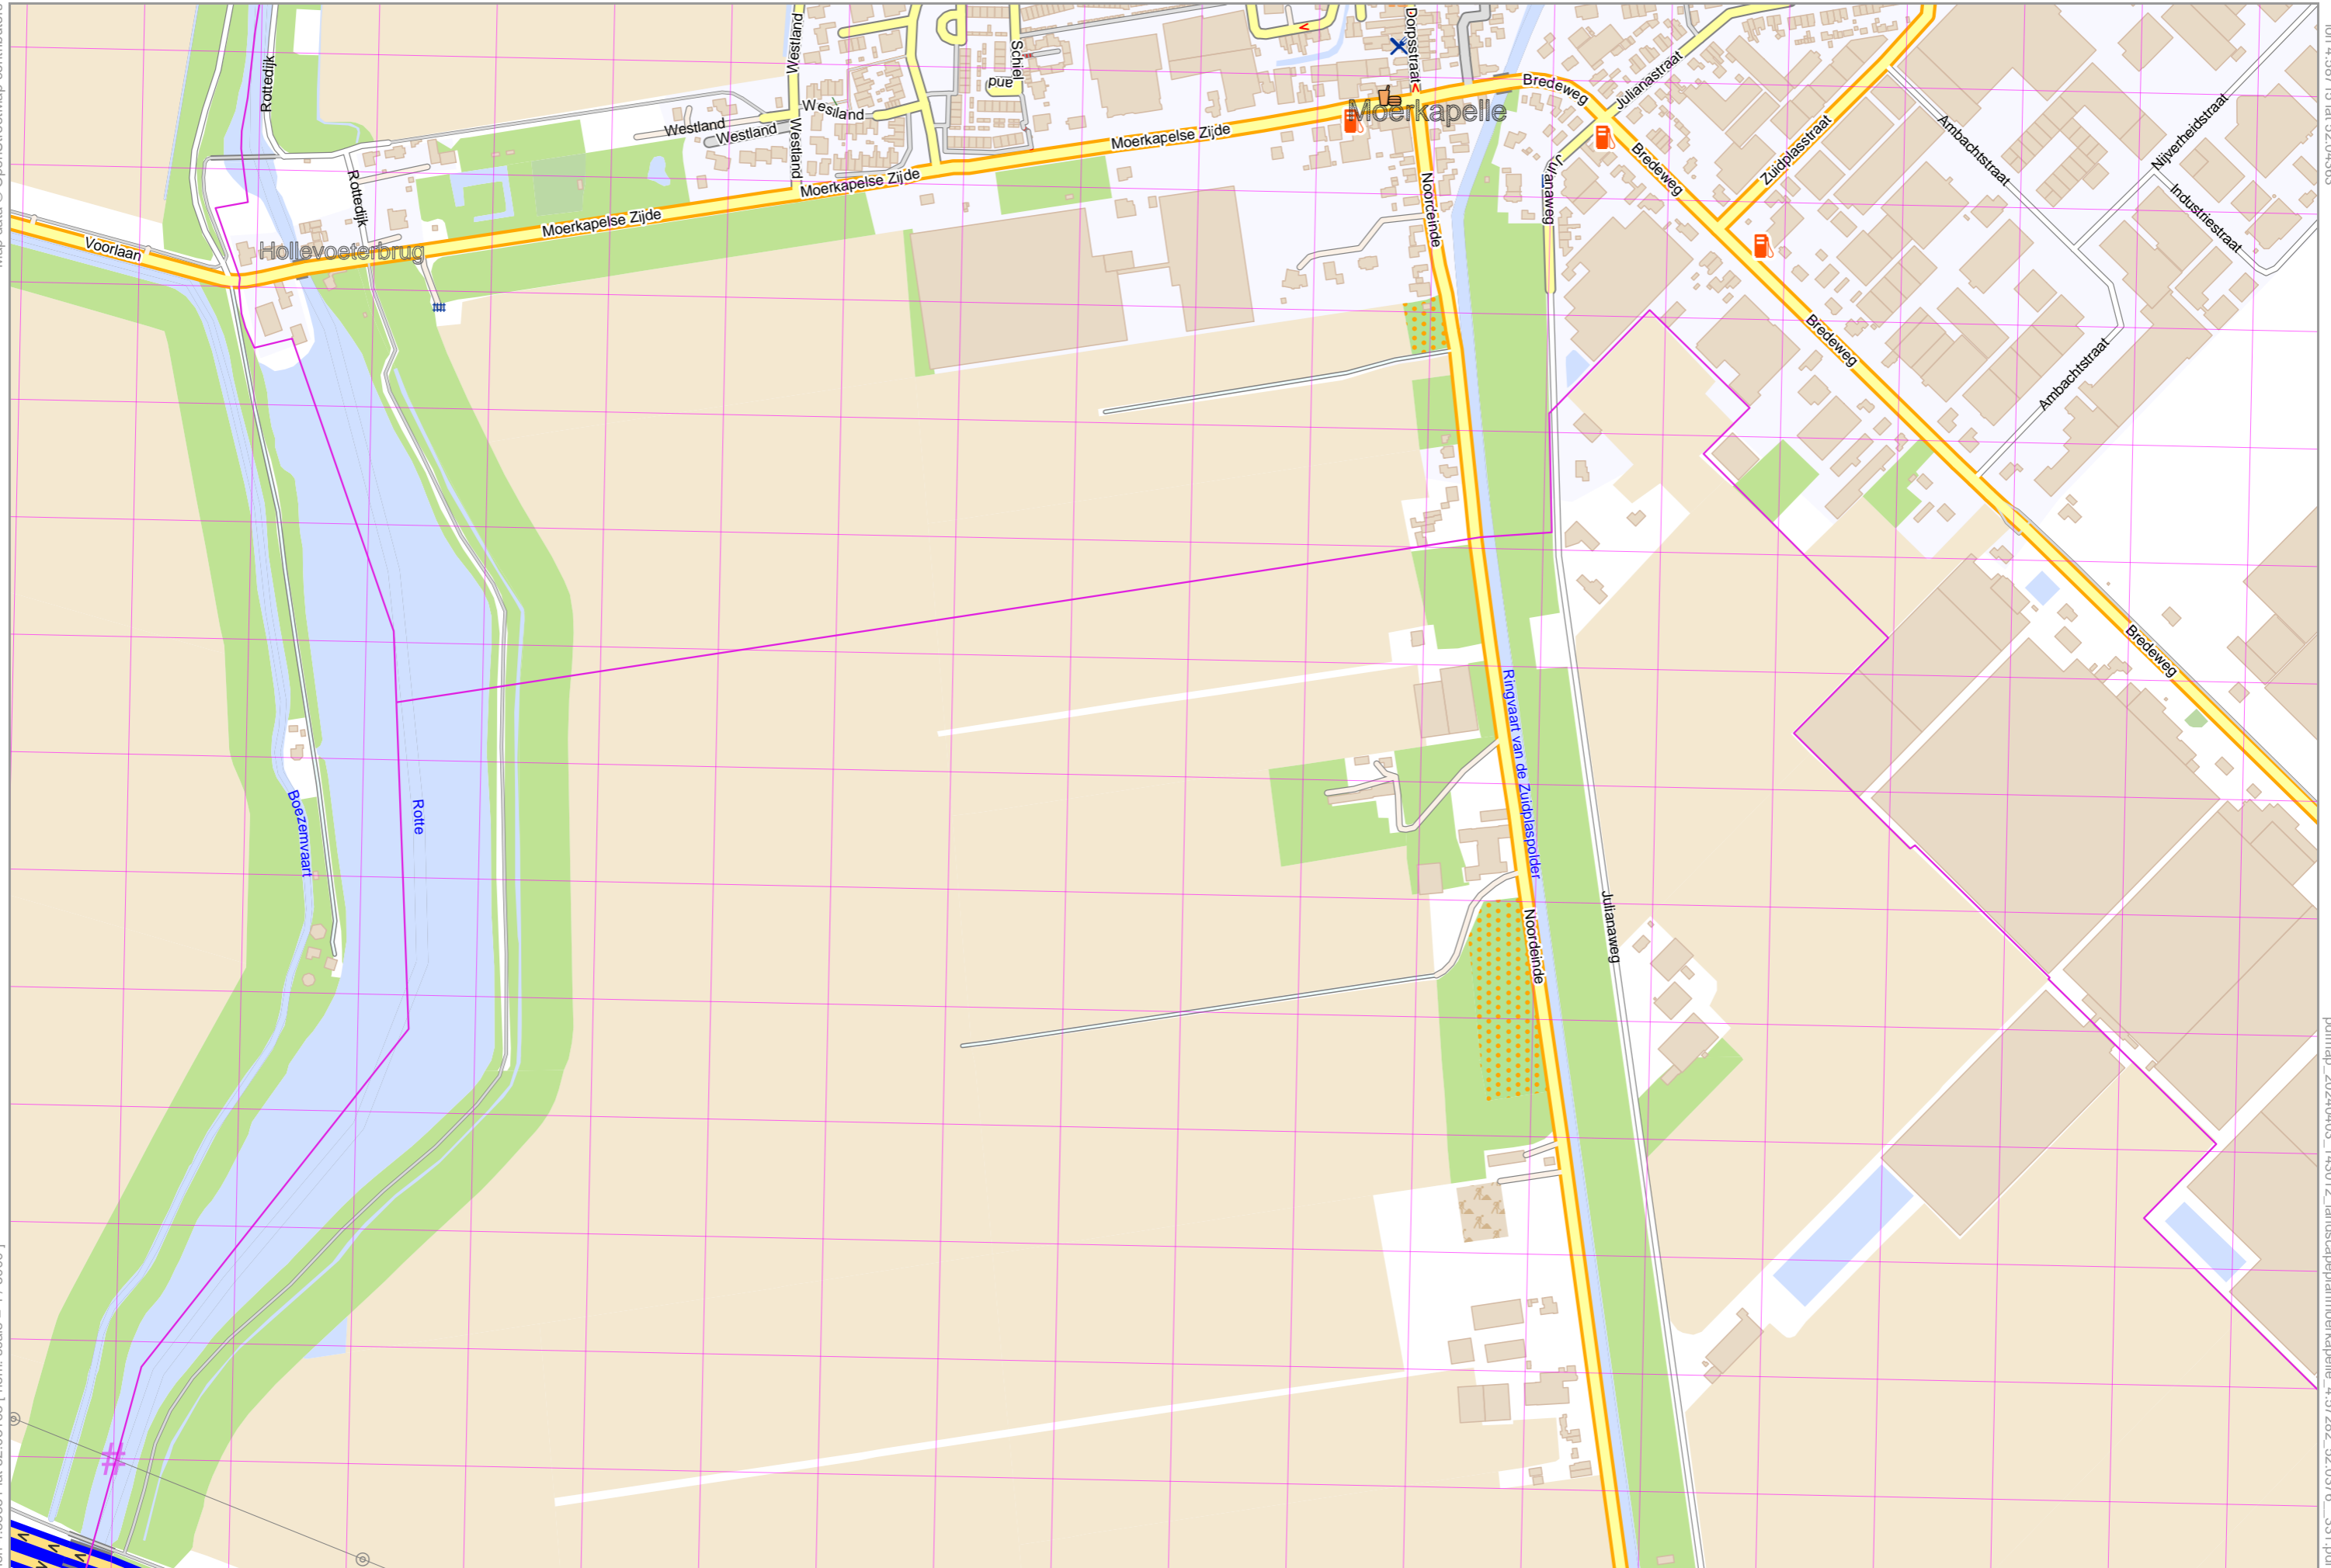 Westland
Schiel
and
Dorpsstraat
Julianastraat
Bredeweg
Rottedijk
Wesiland
Moerkapelle
Westland
Westland
Westland
Moerkapelse Zijde
Zuidplasstraat
Ambachtstraat
Nijverheidstraat
Rottedijk
Moerkapelse Zijde
Noordeinde
Julianaweg
Bredeweg
Industriestraat
Moerkapelse Zijde
Voorlaan
Hollevoeterbrug
Bredeweg
Ambachtstraat
Bredeweg
Ringvaart van de Zuidplaspolder
Boezemvaart
Rotte
Noordeinde
Julianaweg
#